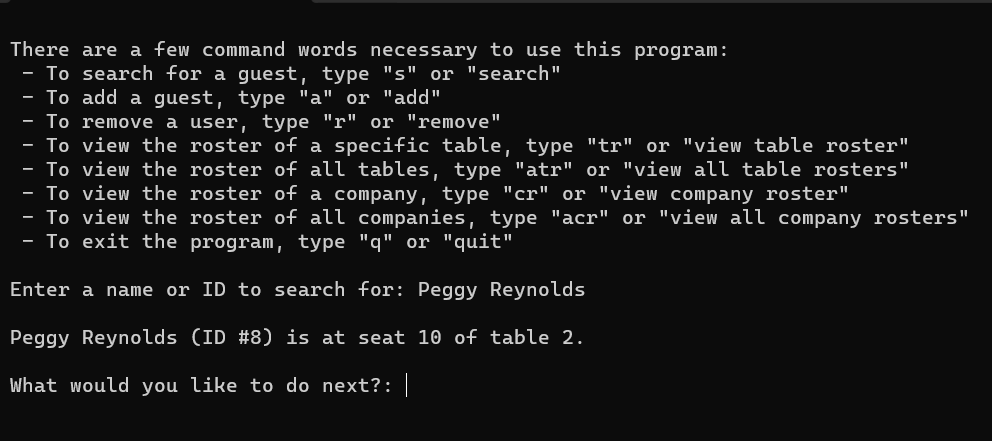 There are a few command words necessary to use this program:
- To search for a guest, type "s" or "search"
- To add a guest, type "a" or "add"
- To remove a user, type "r" or "remove"
- To view the roster of a specific table, type "tr" or "view table roster"
- To view the roster of all tables, type "atr" or "view all table rosters"
- To view the roster of a company, type "cr" or "view company roster"
- To view the roster of all companies, type "acr" or "view all company rosters"
- To exit the program, type "q" or "quit"
Enter a name or ID to search for: Peggy Reynolds
Peggy Reynolds (ID #8) is at seat 10 of table 2.
What would you like to do next?: